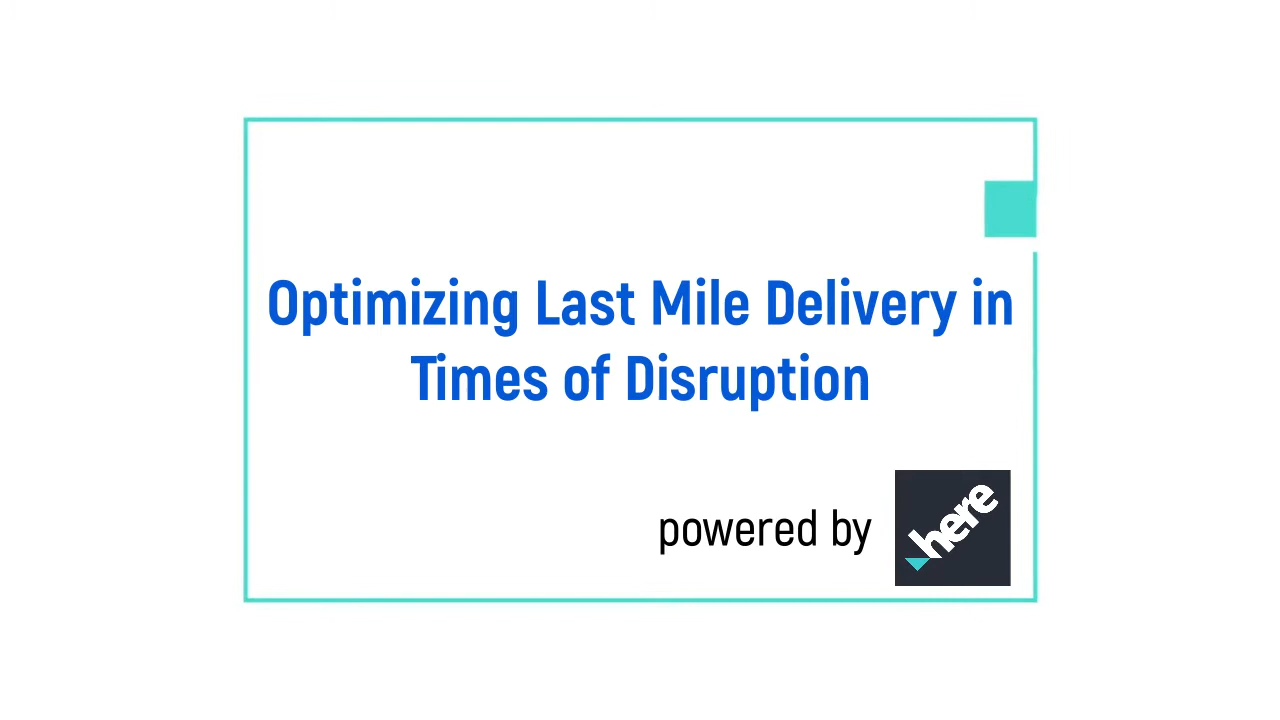 Optimizing Last Mile Delivery in
Times of Disruption
powered by
here